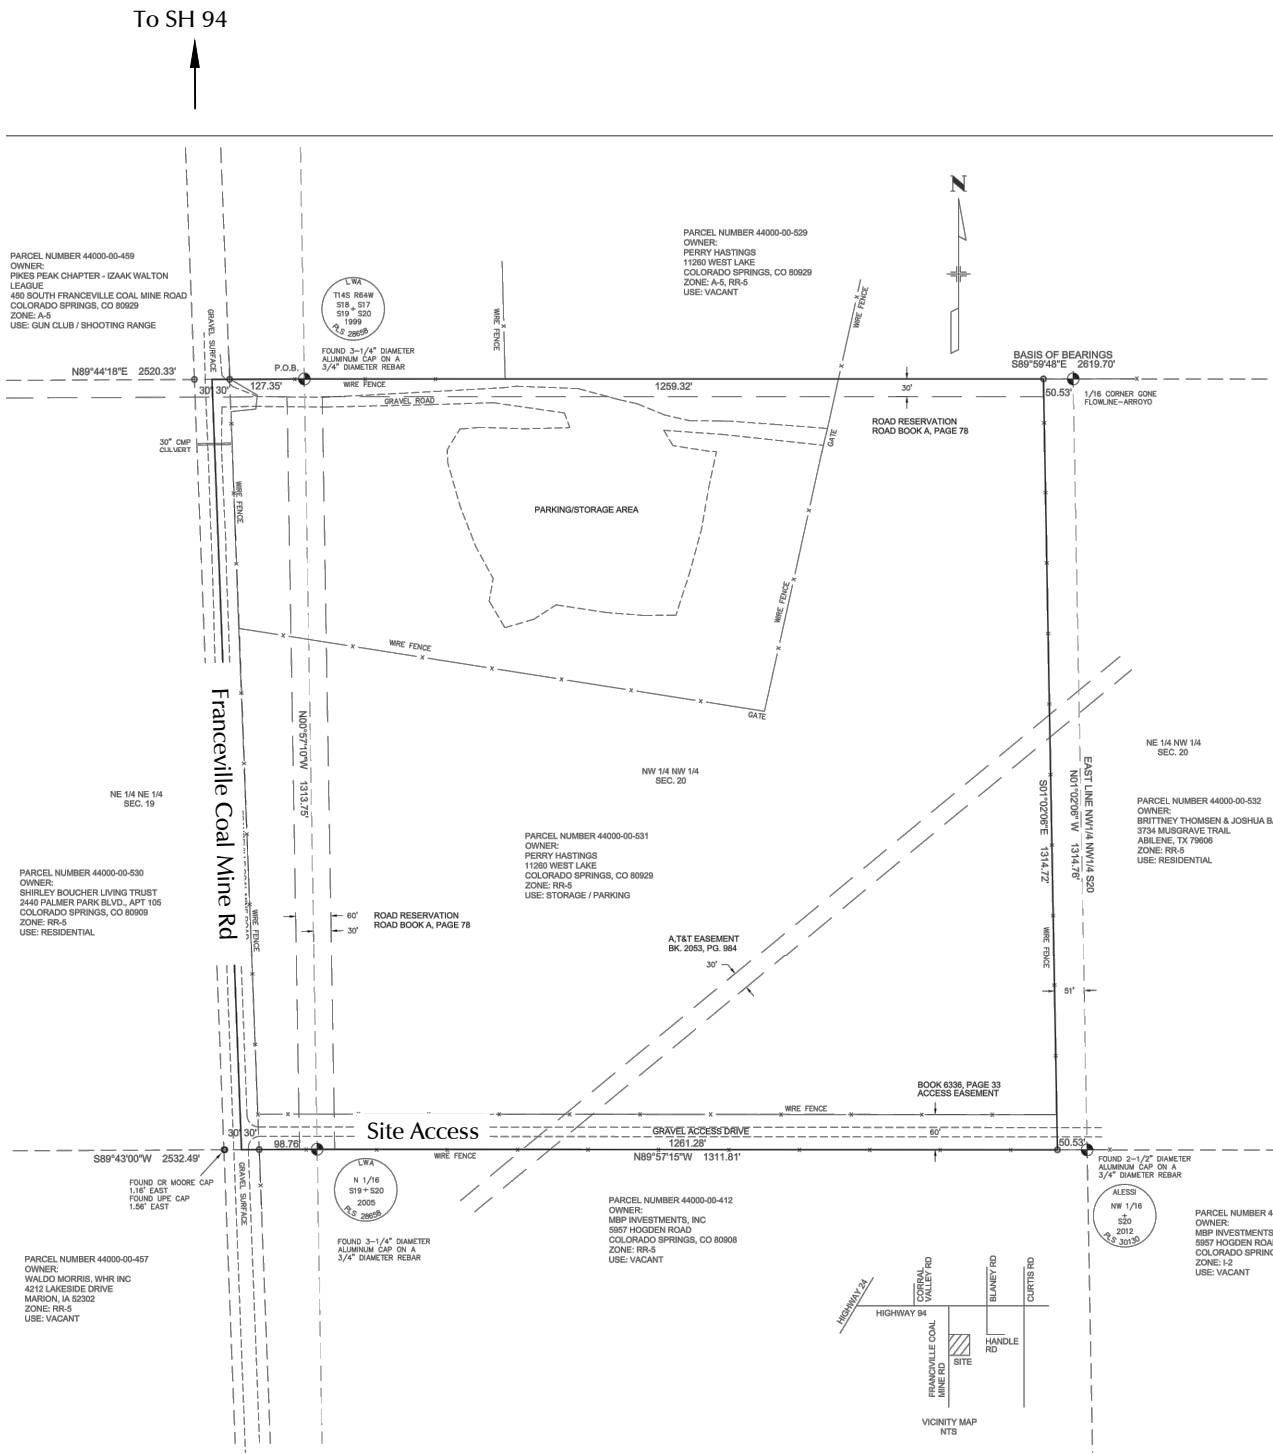 To SH 94
N
PARCEL NUMBER 44000-00-459
OWNER:
PIKES PEAK CHAPTER - IZAAK WALTON
LEAGUE
450 SOUTH FRANCEVILLE COAL MINE ROAD
COLORADO SPRINGS, CO 80929
ZONE: A-5
USE: GUN CLUB / SHOOTING RANGE
PARCEL NUMBER 44000-00-529
OWNER:
PERRY HASTINGS
11260 WEST LAKE
COLORADO SPRINGS, CO 80929
ZONE: A-5, RR-5
USE: VACANT
LWA
T14S R64W
S18 S17
S19 S20
1999
PLS 28658
FOUND 3-1/4" DIAMETER
ALUMINUM CAP ON A
3/4" DIAMETER REBAR
GRAVEL SURFACE
WIRE FENCE
WIRE FENCE
N89°44'18"E 2520.33'
P.O.B.
BASIS OF BEARINGS
S89°59'48"E 2619.70'
30' 30'
127.35'
WIRE FENCE
1259.32'
30'
50.53'
1/16 CORNER GONE
FLOWLINE-ARROYO
GRAVEL ROAD
ROAD RESERVATION
ROAD BOOK A, PAGE 78
GATE
30" CMP
CULVERT
WIRE FENCE
PARKING/STORAGE AREA
WIRE FENCE
WIRE FENCE
GATE
Franceville Coal Mine Rd
N00°57'10"W 1313.75'
NW 1/4 NW 1/4
SEC. 20
NE 1/4 NW 1/4
SEC. 20
NE 1/4 NE 1/4
SEC. 19
S01°02'06"E 1314.72'
EAST LINE NW1/4 NW1/4 S20
N01°02'06" W 1314.76'
PARCEL NUMBER 44000-00-532
OWNER:
BRITTNEY THOMSEN & JOSHUA
3734 MUSGRAVE TRAIL
ABILENE, TX 79606
ZONE: RR-5
USE: RESIDENTIAL
PARCEL NUMBER 44000-00-531
OWNER:
PERRY HASTINGS
11260 WEST LAKE
COLORADO SPRINGS, CO 80929
ZONE: RR-5
USE: STORAGE / PARKING
PARCEL NUMBER 44000-00-530
OWNER:
SHIRLEY BOUCHER LIVING TRUST
2440 PALMER PARK BLVD., APT 105
COLORADO SPRINGS, CO 80909
ZONE: RR-5
USE: RESIDENTIAL
WIRE FENCE
60'
30'
ROAD RESERVATION
ROAD BOOK A, PAGE 78
A,T&T EASEMENT
BK. 2053, PG. 984
30'
WIRE FENCE
51'
BOOK 6336, PAGE 33
ACCESS EASEMENT
WIRE FENCE
Site Access
GRAVEL ACCESS DRIVE
60'
30' 30'
98.76'
1261.28'
50.53'
S89°43'00"W 2532.49'
WIRE FENCE
N89°57'15"W 1311.81'
GRAVEL SURFACE
FOUND CR MOORE CAP
1.16' EAST
FOUND UPE CAP
1.56' EAST
LWA
N 1/16
S19 + S20
2005
PLS 28658
FOUND 3-1/4" DIAMETER
ALUMINUM CAP ON A
3/4" DIAMETER REBAR
FOUND 2-1/2" DIAMETER
ALUMINUM CAP ON A
3/4" DIAMETER REBAR
ALESSI
NW 1/16
+
S20
2012
PLS 30130
PARCEL NUMBER 44000-00-412
OWNER:
MBP INVESTMENTS, INC
5957 HOGDEN ROAD
COLORADO SPRINGS, CO 80908
ZONE: RR-5
USE: VACANT
PARCEL NUMBER 4
OWNER:
MBP INVESTMENTS
5957 HOGDEN ROA
COLORADO SPRING
ZONE: I-2
USE: VACANT
PARCEL NUMBER 44000-00-457
OWNER:
WALDO MORRIS, WHR INC
4212 LAKESIDE DRIVE
MARION, IA 52302
ZONE: RR-5
USE: VACANT
HIGHWAY 24
CORRAL
VALLEY RD
BLANEY RD
CURTIS RD
HIGHWAY 94
FRANCIVILLE COAL
MINE RD
HANDLE
RD
SITE
VICINITY MAP
NTS